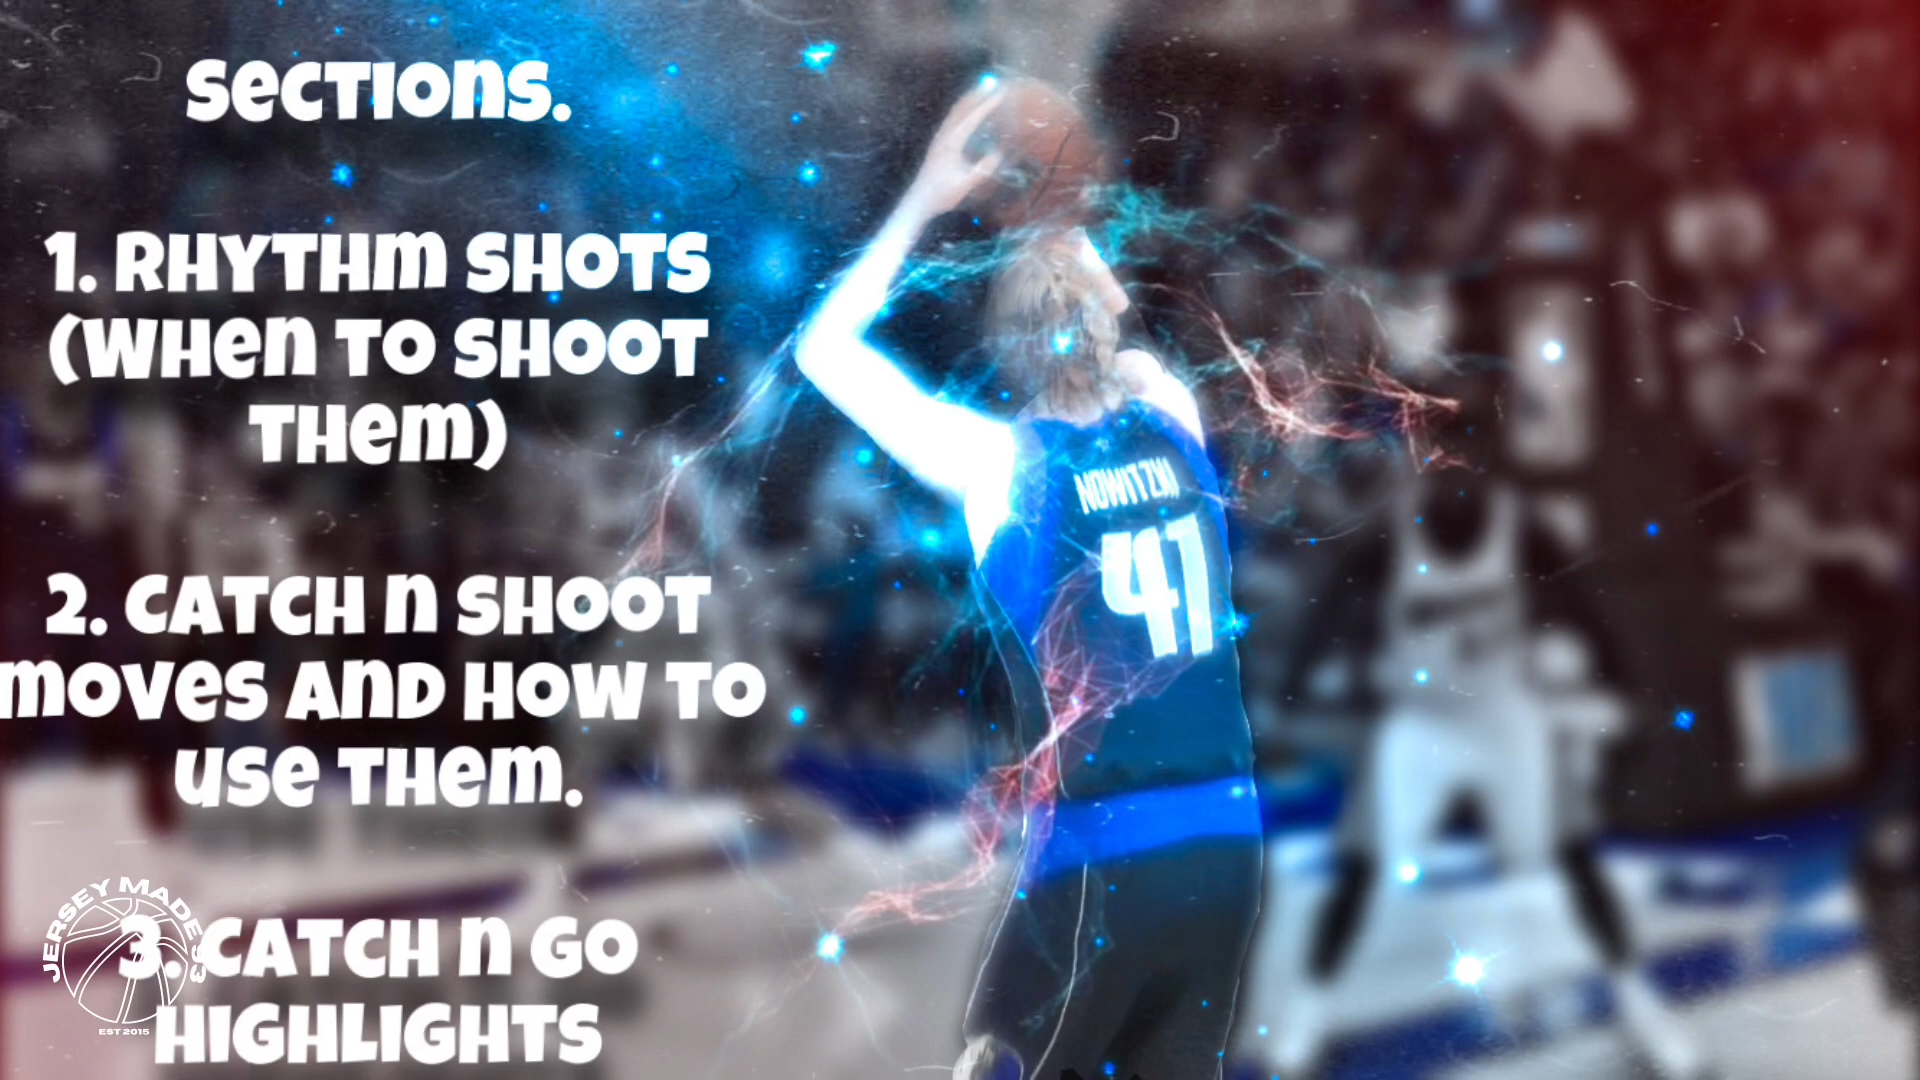 Sections.
1. Rhythm Shots
(When to shoot
them)
2. Catch n Shoot
moves and how to
use them.
3. Catch n Go
Highlights
NOWITZKI
41
JERSEY MADE 93
EST 2015